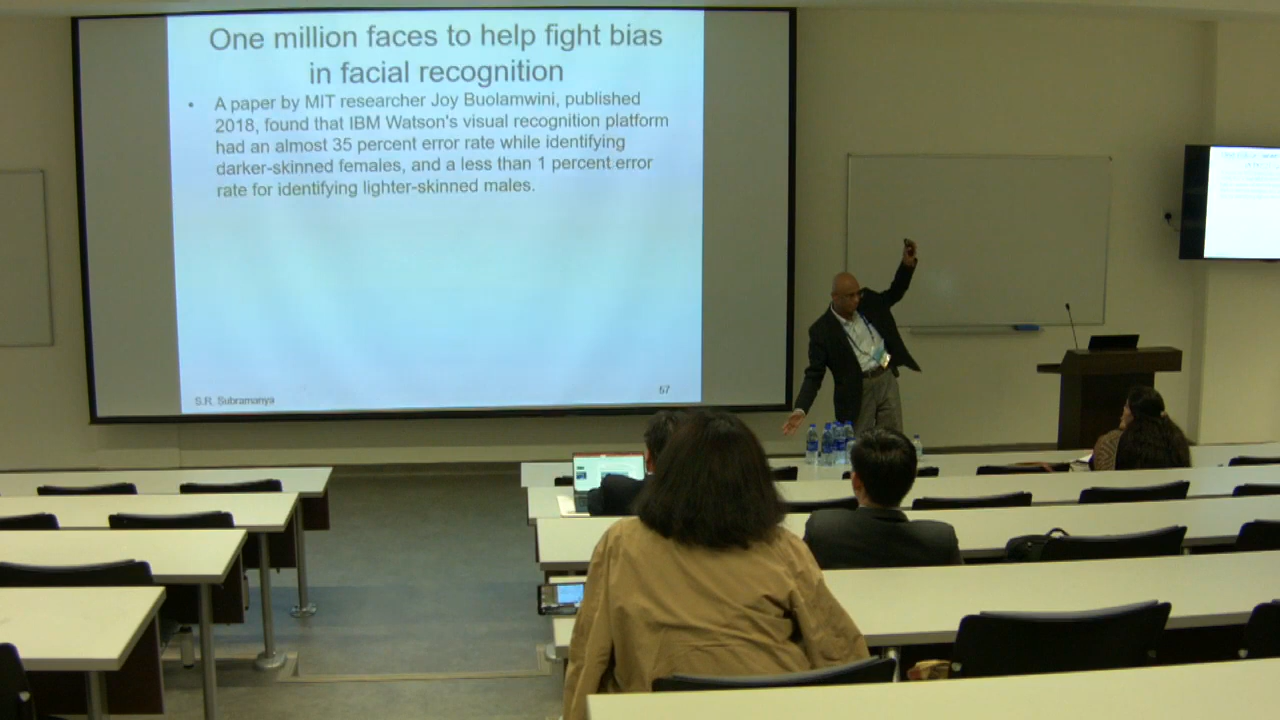 One million faces to help fight bias
in facial recognition
• A paper by MIT researcher Joy Buolamwini, published
2018, found that IBM Watson's visual recognition platform
had an almost 35 percent error rate while identifying
darker-skinned females, and a less than 1 percent error
rate for identifying lighter-skinned males.
S.R. Subramanya
57